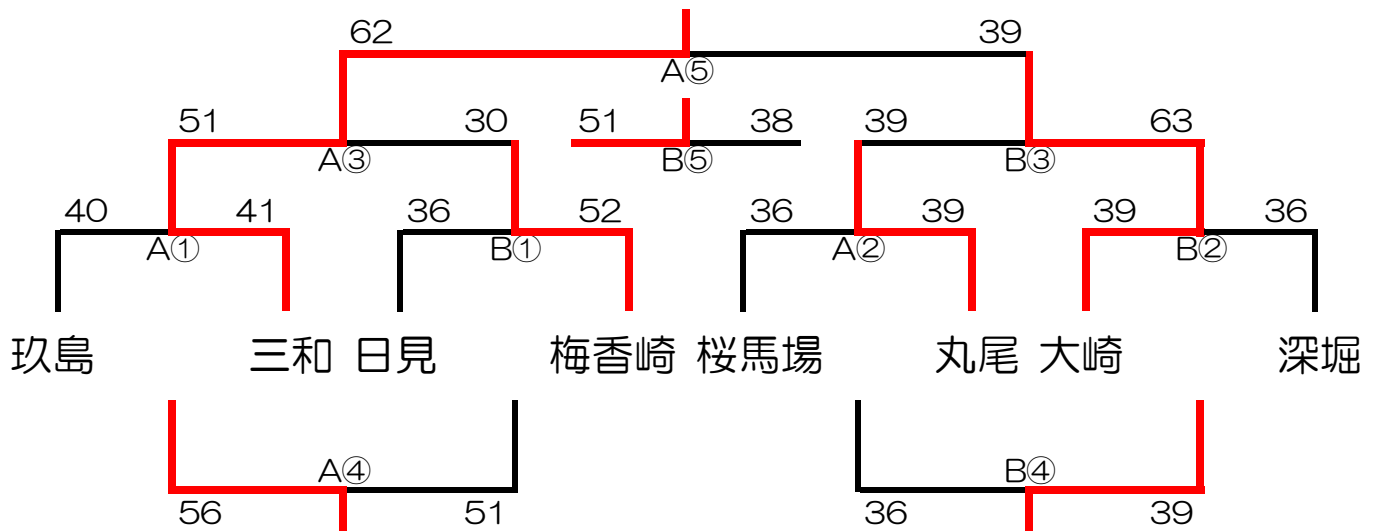 62 39
A⑤
51 30 51 38 39 63
A③ B⑤ B③
40 41 36 52 36 39 39 36
A① B① A② B②
玖島 三和 日見 梅香崎 桜馬場 丸尾 大崎 深堀
A④ B④
56 51 36 39